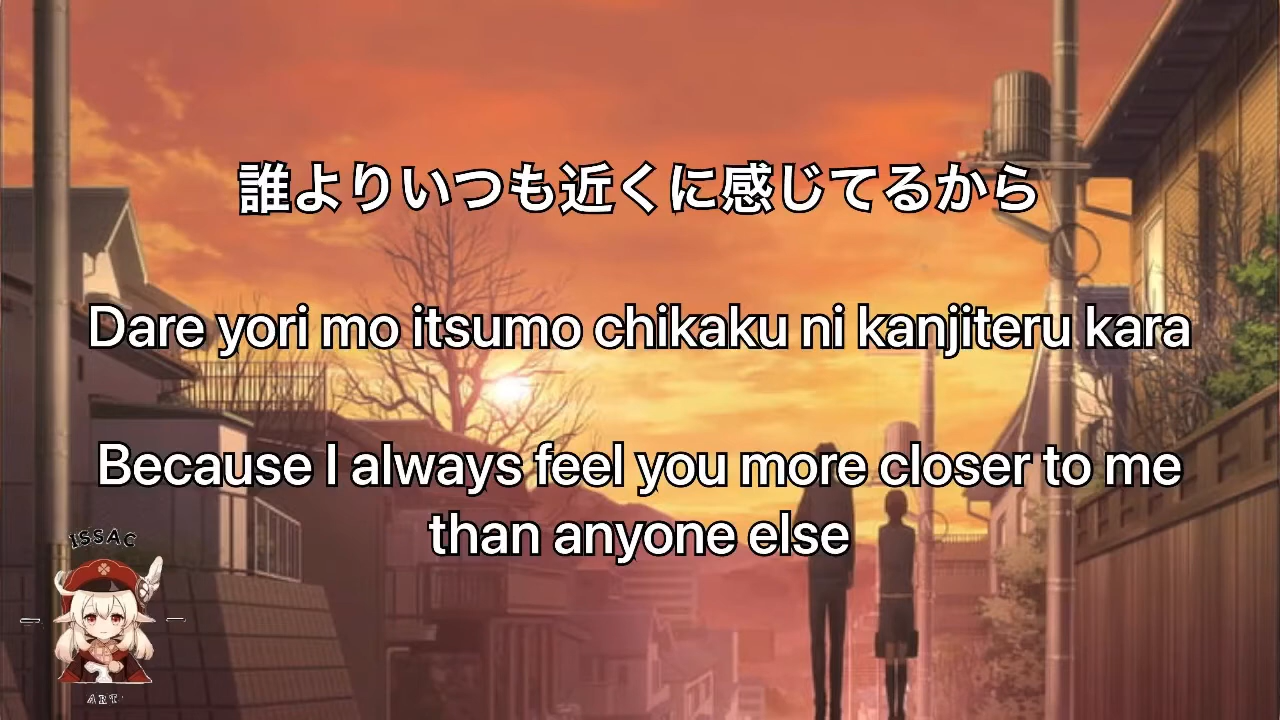 誰よりいつも近くに感じてるから
Dare yori mo itsumo chikaku ni kanjiteru kara
Because I always feel you more closer to me
than anyone else
ISSAC
ART